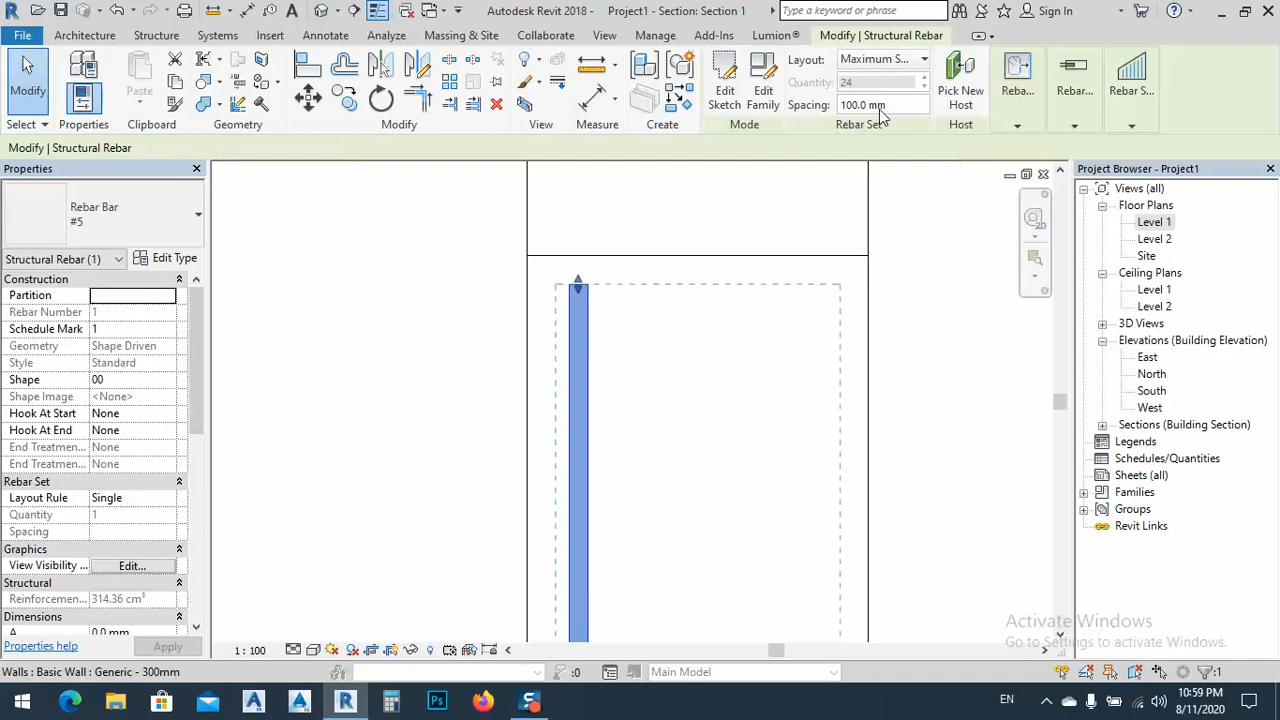 Autodesk Revit 2018 - Project1 - Section: Section 1
Type a keyword or phrase
Sign In
File
Architecture
Structure
Systems
Insert
Annotate
Analyze
Massing & Site
Collaborate
View
Manage
Add-Ins
Lumion®
Modify | Structural Rebar
Modify
Properties
Paste
Cope
Cut
Join
Edit Sketch
Edit Family
Layout:
Maximum S...
Quantity:
24
Spacing:
100.0 mm
Pick New Host
Reba...
Rebar...
Rebar S...
Select
Properties
Clipboard
Geometry
Modify
View
Measure
Create
Mode
Rebar Set
Host
Modify | Structural Rebar
Properties
Rebar Bar
#5
Structural Rebar (1)
Edit Type
Construction
Partition
Rebar Number 1
Schedule Mark 1
Geometry Shape Driven
Style Standard
Shape 00
Shape Image <None>
Hook At Start None
Hook At End None
End Treatmen... None
End Treatmen... None
Rebar Set
Layout Rule Single
Quantity 1
Spacing
Graphics
View Visibility ... Edit...
Structural
Reinforcemen... 314.36 cm³
Dimensions
A 0.0 mm
Properties help
Apply
2D
Project Browser - Project1
Views (all)
Floor Plans
Level 1
Level 2
Site
Ceiling Plans
Level 1
Level 2
3D Views
Elevations (Building Elevation)
East
North
South
West
Sections (Building Section)
Legends
Schedules/Quantities
Sheets (all)
Families
Groups
Revit Links
Activate Windows
Go to Settings to activate Windows.
1 : 100
Walls : Basic Wall : Generic - 300mm
:0
Main Model
:1
EN
10:59 PM
8/11/2020